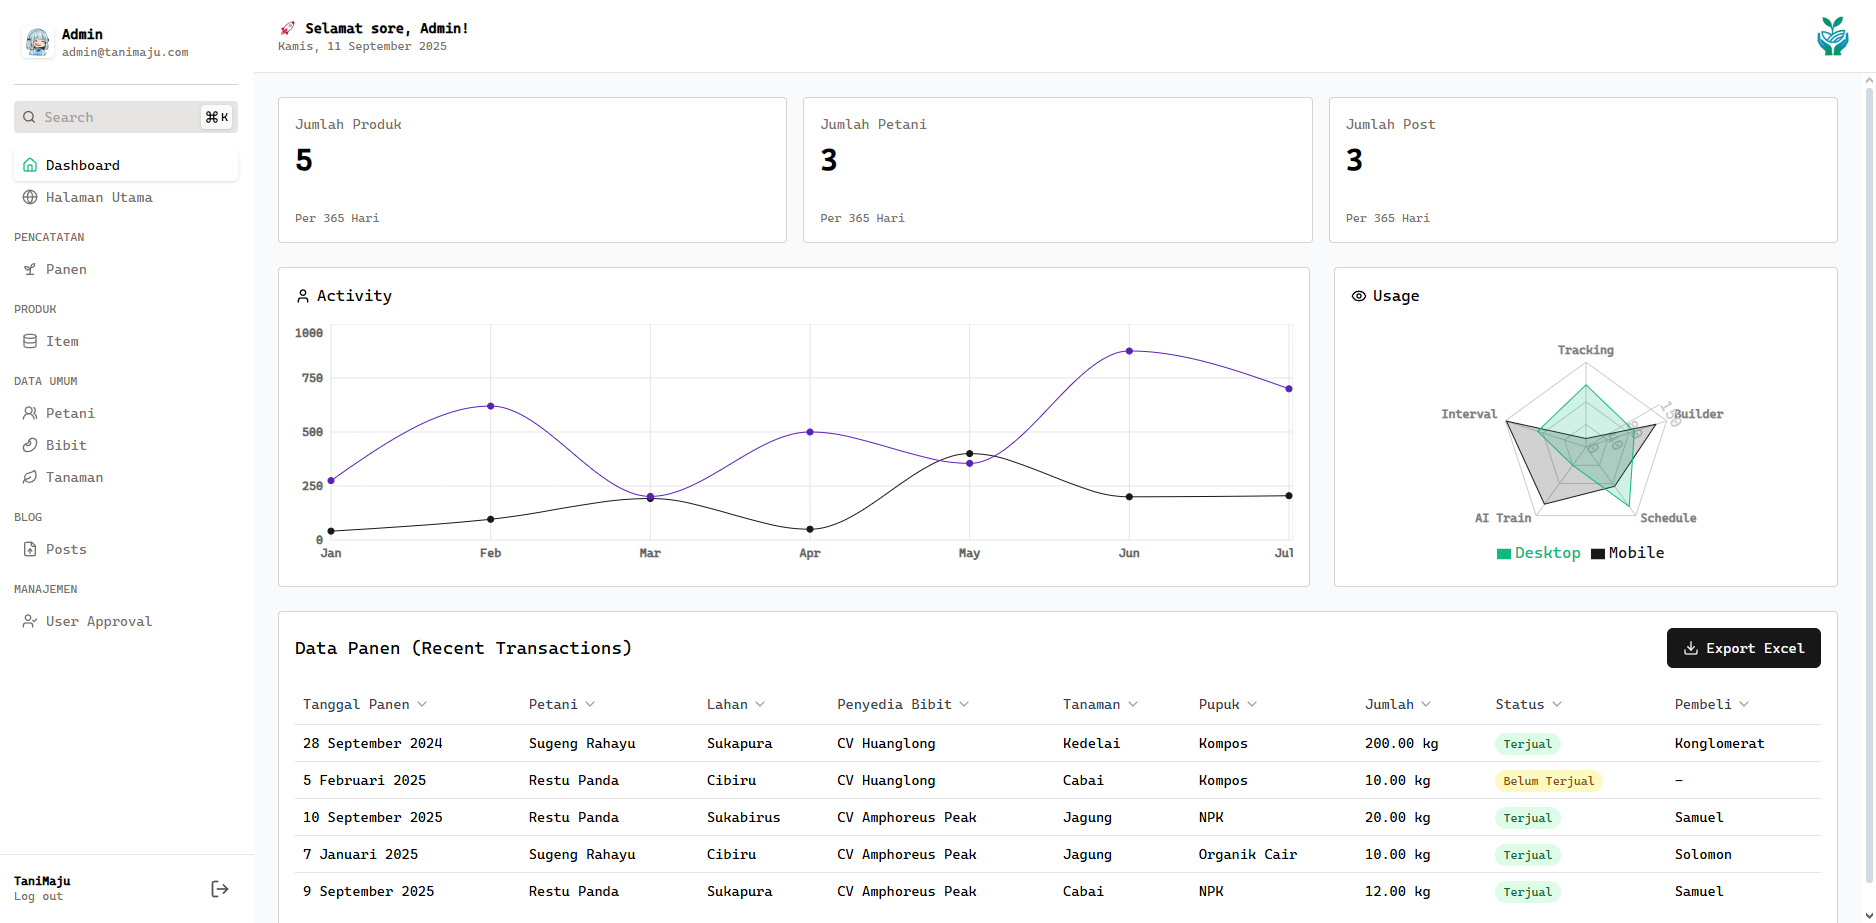 Admin
admin@tanimaju.com
Search
⌘ K
Dashboard
Halaman Utama
PENCATATAN
Panen
PRODUK
Item
DATA UMUM
Petani
Bibit
Tanaman
BLOG
Posts
MANAJEMEN
User Approval
TaniMaju
Log out
🚀 Selamat sore, Admin!
Kamis, 11 September 2025
Jumlah Produk
5
Per 365 Hari
Jumlah Petani
3
Per 365 Hari
Jumlah Post
3
Per 365 Hari
Activity
1000
750
500
250
0
Jan Feb Mar Apr May Jun Jul
Usage
Tracking
Interval
Builder
AI Train
Schedule
0
150
Desktop Mobile
Data Panen (Recent Transactions)
Export Excel
Tanggal Panen Petani Lahan Penyedia Bibit Tanaman Pupuk Jumlah Status Pembeli
28 September 2024 Sugeng Rahayu Sukapura CV Huanglong Kedelai Kompos 200.00 kg Terjual Konglomerat
5 Februari 2025 Restu Panda Cibiru CV Huanglong Cabai Kompos 10.00 kg Belum Terjual –
10 September 2025 Restu Panda Sukabirus CV Amphoreus Peak Jagung NPK 20.00 kg Terjual Samuel
7 Januari 2025 Sugeng Rahayu Cibiru CV Amphoreus Peak Jagung Organik Cair 10.00 kg Terjual Solomon
9 September 2025 Restu Panda Sukapura CV Amphoreus Peak Cabai NPK 12.00 kg Terjual Samuel